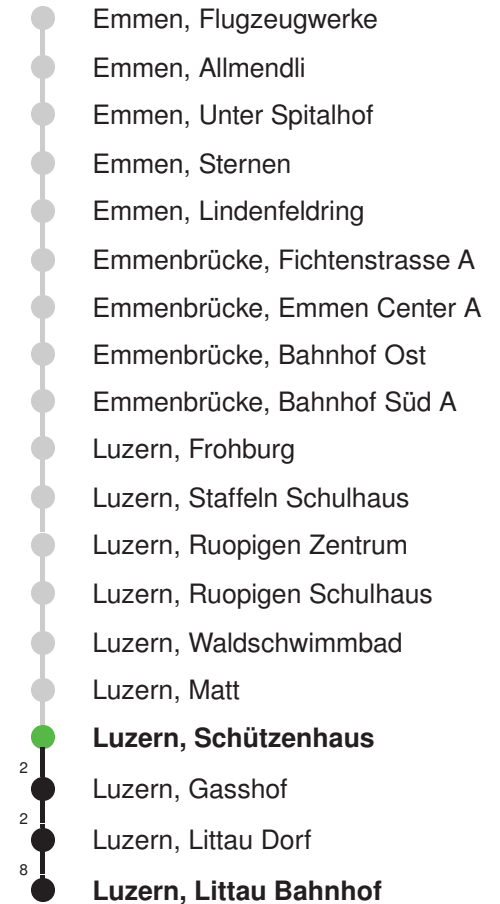 Emmen, Flugzeugwerke
Emmen, Allmendli
Emmen, Unter Spitalhof
Emmen, Sternen
Emmen, Lindenfeldring
Emmenbrücke, Fichtenstrasse A
Emmenbrücke, Emmen Center A
Emmenbrücke, Bahnhof Ost
Emmenbrücke, Bahnhof Süd A
Luzern, Frohburg
Luzern, Staffeln Schulhaus
Luzern, Ruopigen Zentrum
Luzern, Ruopigen Schulhaus
Luzern, Waldschwimmbad
Luzern, Matt
Luzern, Schützenhaus
2
Luzern, Gasshof
2
Luzern, Littau Dorf
8
Luzern, Littau Bahnhof